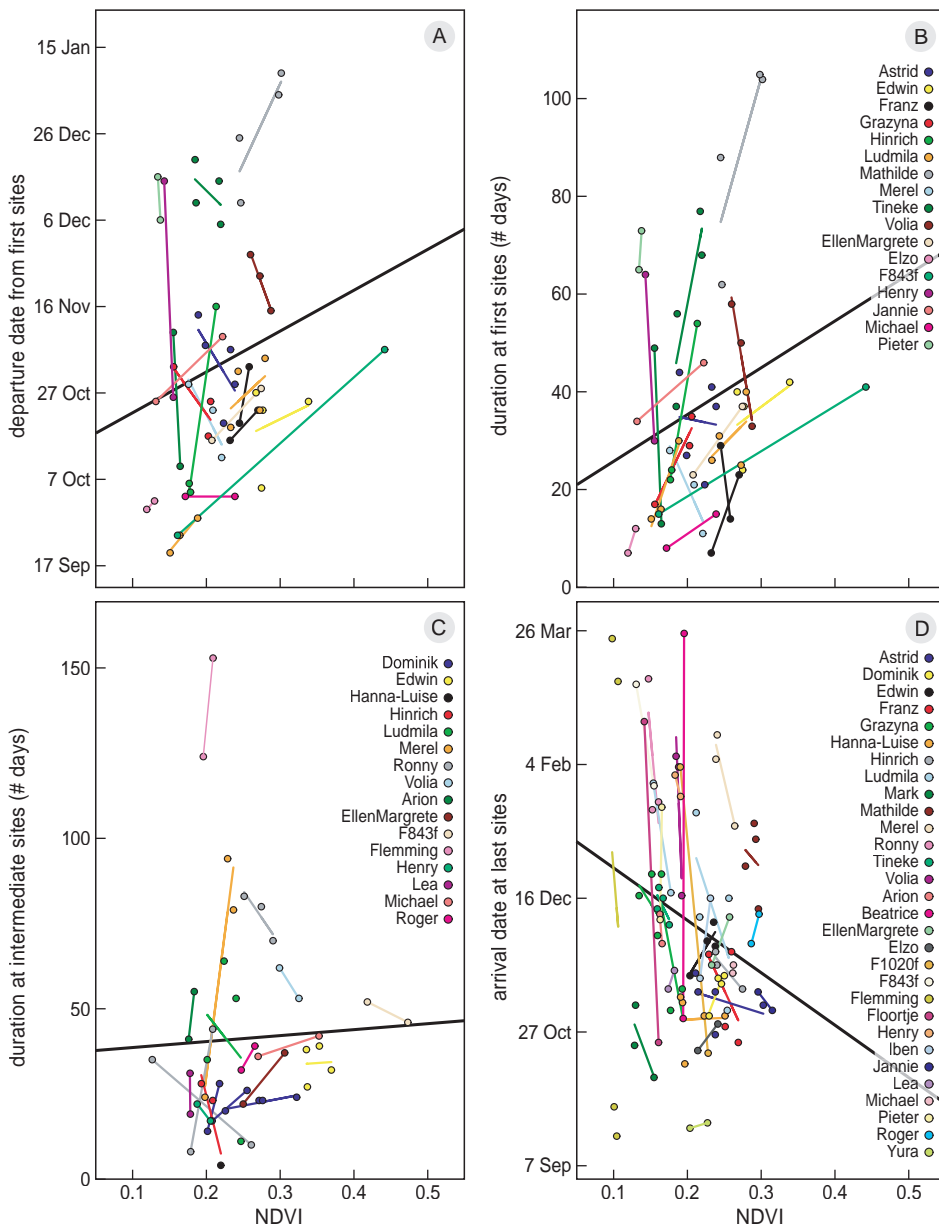 A
15 Jan
26 Dec
6 Dec
16 Nov
27 Oct
7 Oct
17 Sep
departure date from first sites
B
100
80
60
40
20
0
duration at first sites (# days)
Astrid
Edwin
Franz
Grazyna
Hinrich
Ludmila
Mathilde
Merel
Tineke
Volia
EllenMargrete
Elzo
F843f
Henry
Jannie
Michael
Pieter
C
150
100
50
0
duration at intermediate sites (# days)
Dominik
Edwin
Hanna-Luise
Hinrich
Ludmila
Merel
Ronny
Volia
Arion
EllenMargrete
F843f
Flemming
Henry
Lea
Michael
Roger
0.1 0.2 0.3 0.4 0.5
NDVI
D
26 Mar
4 Feb
16 Dec
27 Oct
7 Sep
arrival date at last sites
Astrid
Dominik
Edwin
Franz
Grazyna
Hanna-Luise
Hinrich
Ludmila
Mark
Mathilde
Merel
Ronny
Tineke
Volia
Arion
Beatrice
EllenMargrete
Elzo
F1020f
F843f
Flemming
Floortje
Henry
Iben
Jannie
Lea
Michael
Pieter
Roger
Yura
0.1 0.2 0.3 0.4 0.5
NDVI